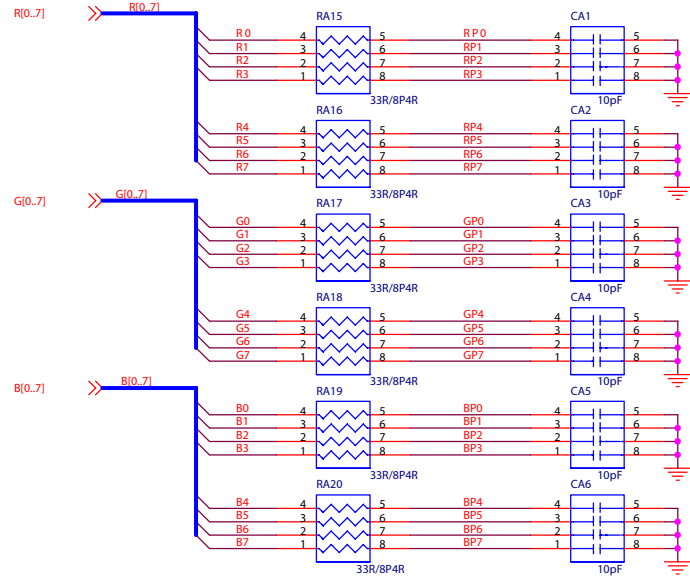 R[0..7] R[0..7] RA15 CA1
R0 4 5 RP0 4 5
R1 3 6 RP1 3 6
R2 2 7 RP2 2 7
R3 1 8 RP3 1 8
33R/8P4R 10pF
RA16 CA2
R4 4 5 RP4 4 5
R5 3 6 RP5 3 6
R6 2 7 RP6 2 7
R7 1 8 RP7 1 8
33R/8P4R 10pF
G[0..7] G[0..7] RA17 CA3
G0 4 5 GP0 4 5
G1 3 6 GP1 3 6
G2 2 7 GP2 2 7
G3 1 8 GP3 1 8
33R/8P4R 10pF
RA18 CA4
G4 4 5 GP4 4 5
G5 3 6 GP5 3 6
G6 2 7 GP6 2 7
G7 1 8 GP7 1 8
33R/8P4R 10pF
B[0..7] B[0..7] RA19 CA5
B0 4 5 BP0 4 5
B1 3 6 BP1 3 6
B2 2 7 BP2 2 7
B3 1 8 BP3 1 8
33R/8P4R 10pF
RA20 CA6
B4 4 5 BP4 4 5
B5 3 6 BP5 3 6
B6 2 7 BP6 2 7
B7 1 8 BP7 1 8
33R/8P4R 10pF